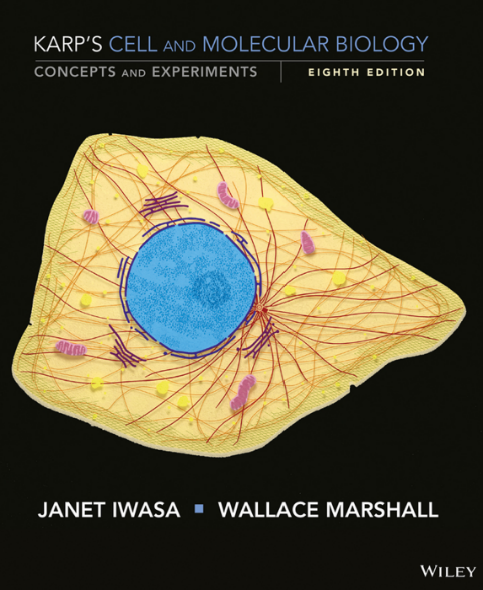 KARP'S CELL AND MOLECULAR BIOLOGY
CONCEPTS AND EXPERIMENTS | EIGHTH EDITION
JANET IWASA ■ WALLACE MARSHALL
WILEY